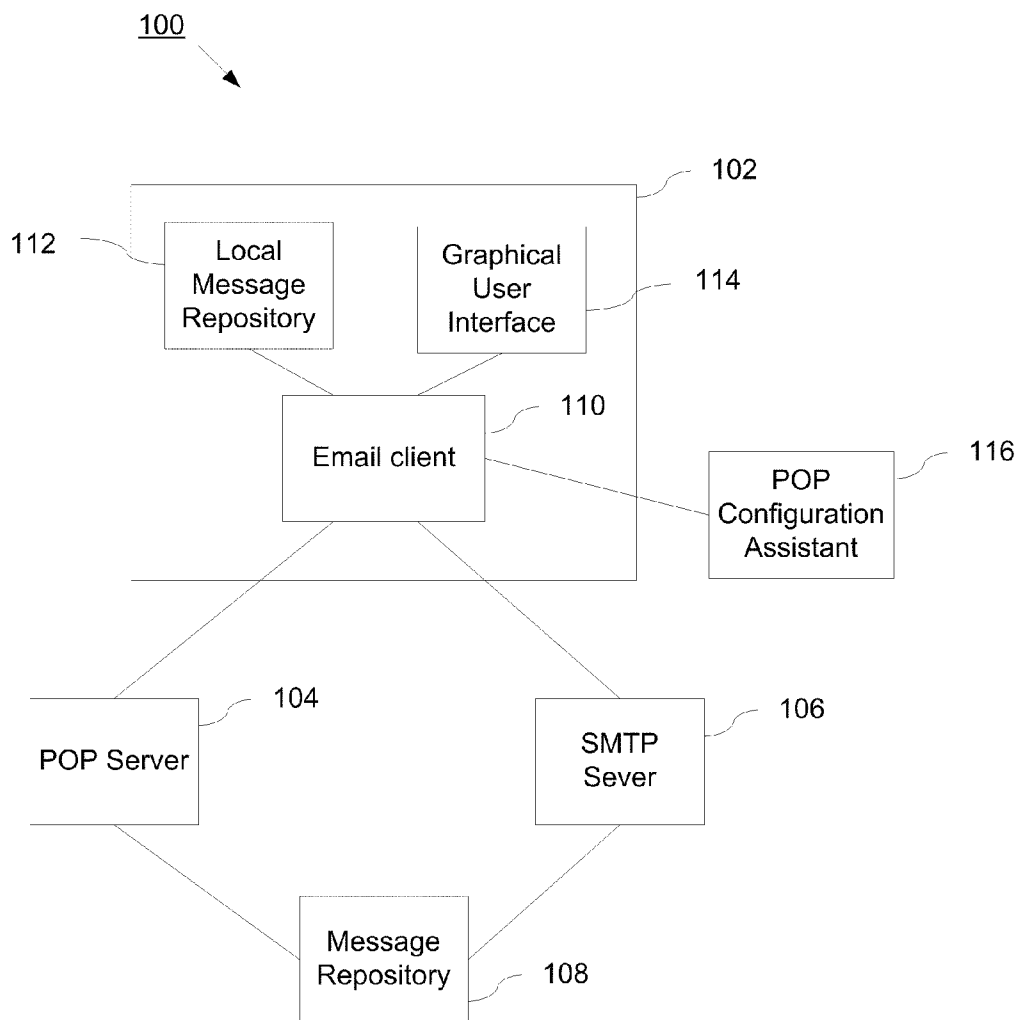 100
102
112
Local
Message
Repository
Graphical
User
Interface
114
110
Email client
116
POP
Configuration
Assistant
104
POP Server
106
SMTP
Sever
Message
Repository
108